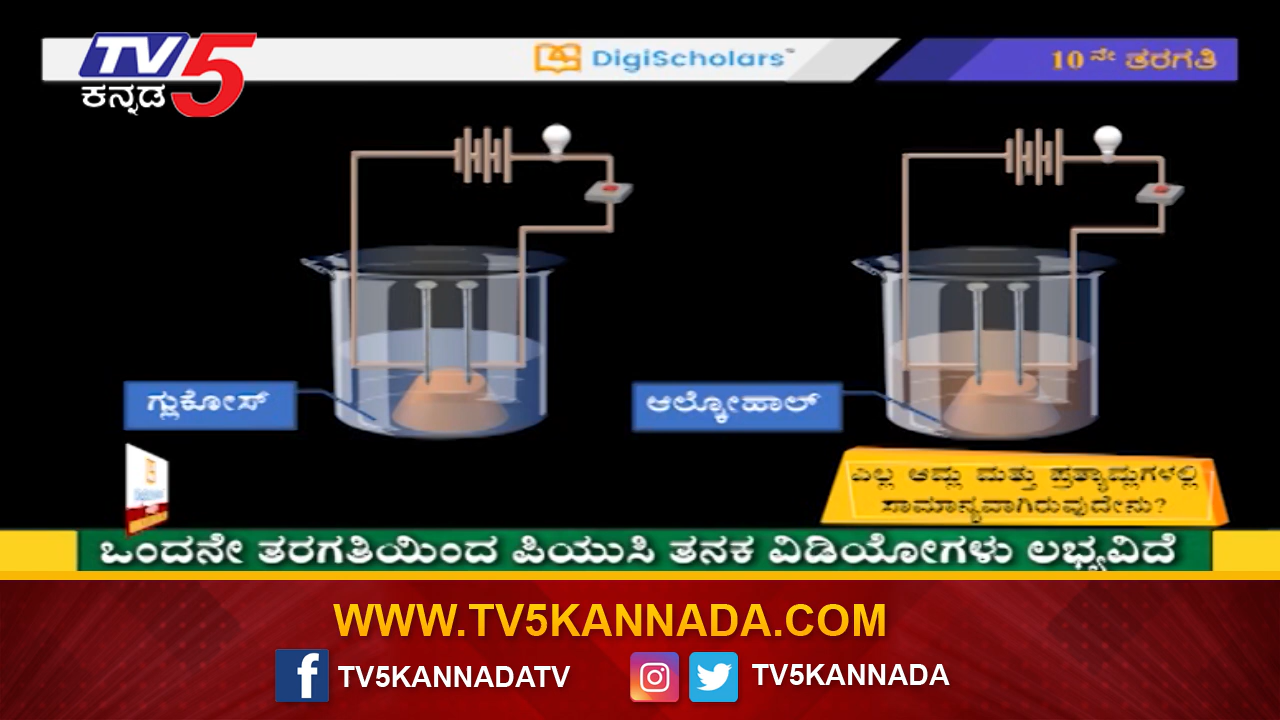 TV5
ಕನ್ನಡ
DigiScholars™
10ನೇ ತರಗತಿ
ಗ್ಲುಕೋಸ್
ಆಲ್ಕೋಹಾಲ್
ಎಲ್ಲ ಆಮ್ಲ ಮತ್ತು ಪ್ರತ್ಯಾಮ್ಲಗಳಲ್ಲಿ
ಸಾಮಾನ್ಯವಾಗಿರುವುದೇನು?
ಒಂದನೇ ತರಗತಿಯಿಂದ ಪಿಯುಸಿ ತನಕ ವಿಡಿಯೋಗಳು ಲಭ್ಯವಿದೆ
WWW.TV5KANNADA.COM
TV5KANNADATV
TV5KANNADA